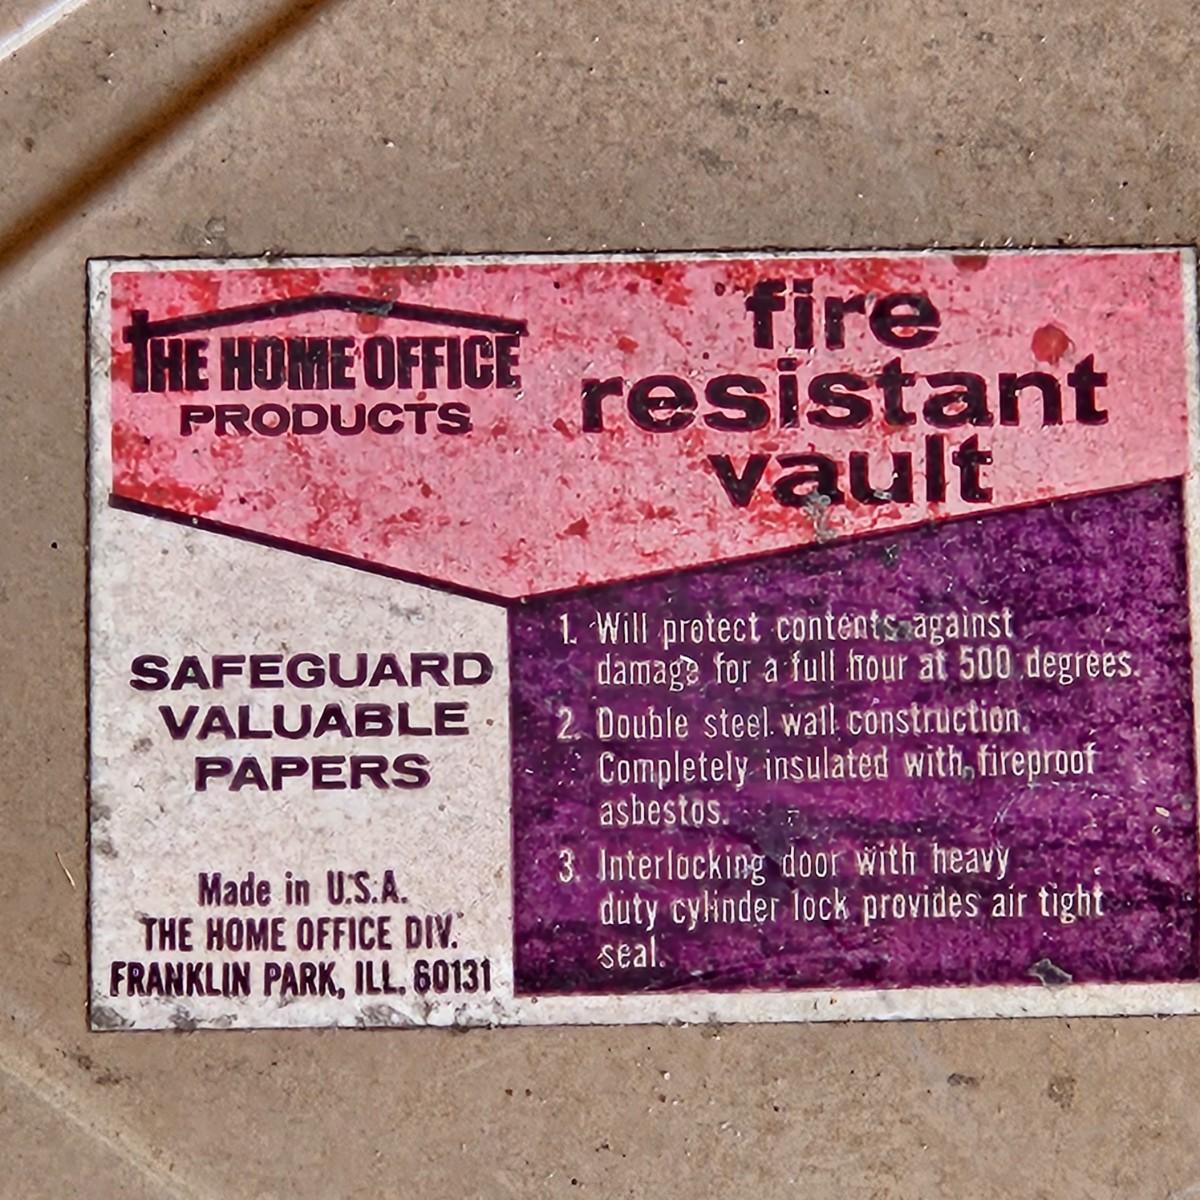 THE HOME OFFICE
PRODUCTS
fire
resistant
vault
SAFEGUARD
VALUABLE
PAPERS
Made in U.S.A.
THE HOME OFFICE DIV.
FRANKLIN PARK, ILL. 60131
1. Will protect contents against
damage for a full hour at 500 degrees.
2. Double steel wall construction.
Completely insulated with fireproof
asbestos.
3. Interlocking door with heavy
duty cylinder lock provides air tight
seal.